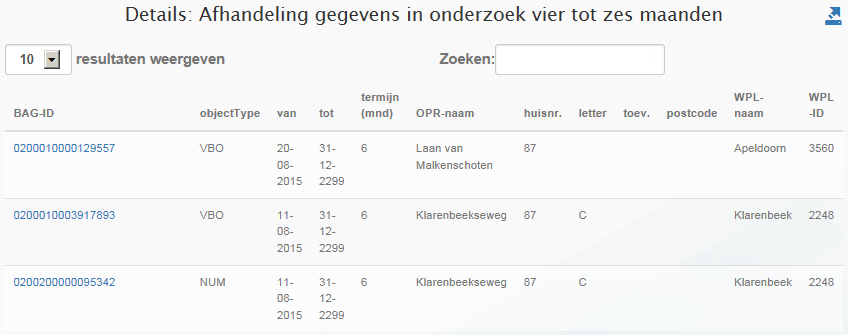 Details: Afhandeling gegevens in onderzoek vier tot zes maanden
10 resultaten weergeven Zoeken:
BAG-ID objectType van tot termijn (mnd) OPR-naam huisnr. letter toev. postcode WPL-naam WPL-ID
0200010000129557 VBO 20-08-2015 31-12-2299 6 Laan van Malkenschoten 87 Apeldoorn 3560
0200010003917893 VBO 11-08-2015 31-12-2299 6 Klarenbeekseweg 87 C Klarenbeek 2248
0200200000095342 NUM 11-08-2015 31-12-2299 6 Klarenbeekseweg 87 C Klarenbeek 2248